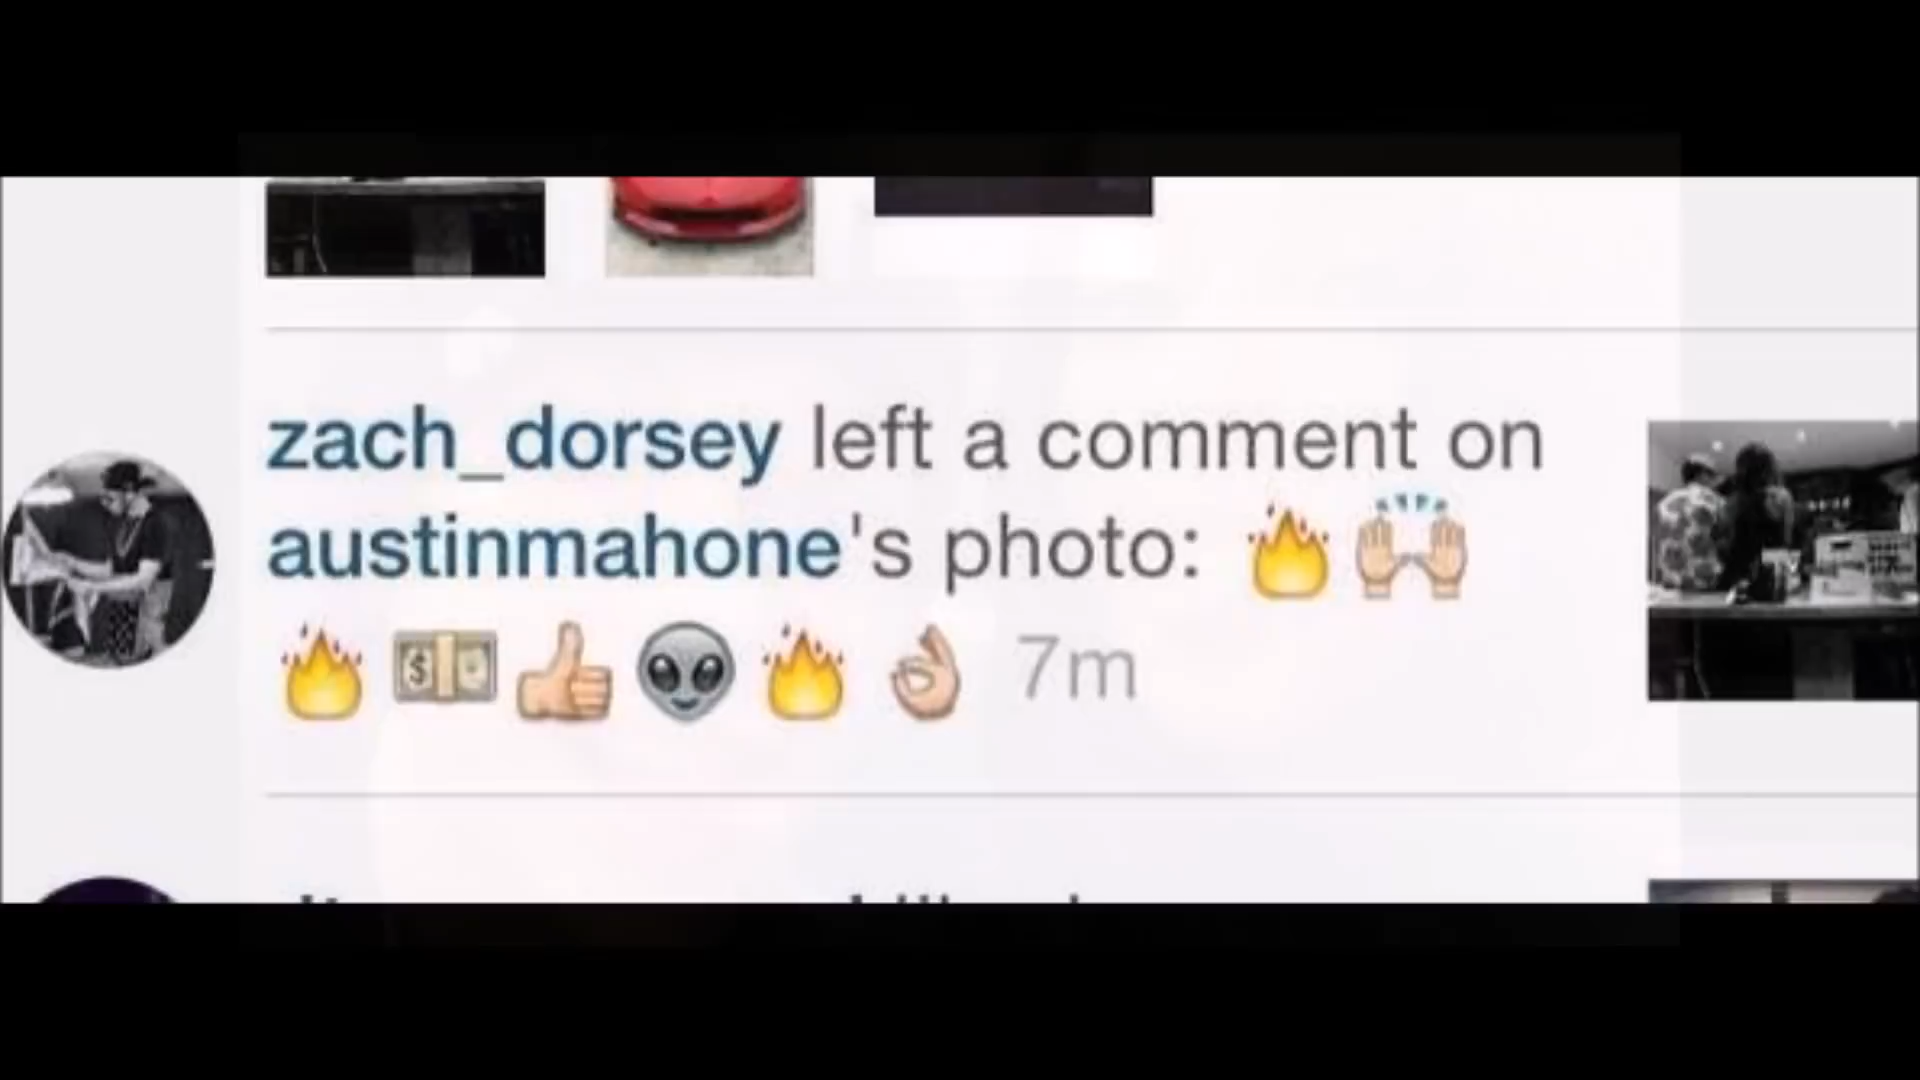 zach_dorsey left a comment on
austinmahone's photo: 🔥🙌
🔥💵👍👽🔥👌 7m